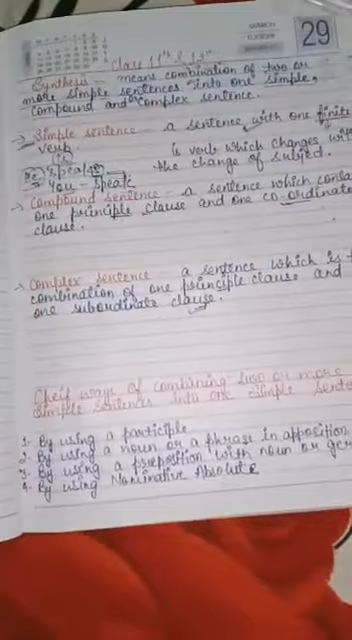 MARCH
29
Class 11th & 12th
Synthesis - means combination of two or
more simple sentences into one simple,
compound and or complex sentence.
→ Simple sentence - a sentence with one finite
verb.
is verb which changes with
He speaks
the change of subject.
You - speak
→ Compound sentence - a sentence which
one principle clause and one co-ordinate
clause.
→ Complex sentence - a sentence which is
combination of one principle clause and
one subordinate clause.
Cheif ways of combining two or more
simple sentences into one simple
1. By using a participle
2. By using a noun or a phrase in apposition
3. By using a preposition with noun or
4. By using Nominative Absolute